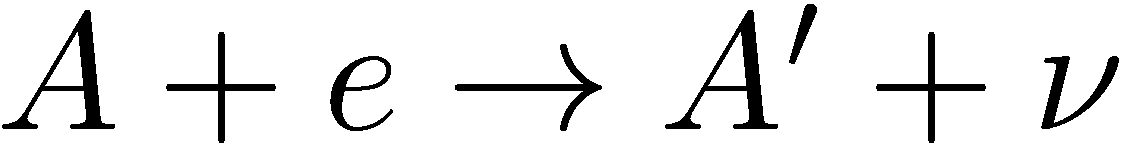 A + e → A′ + ν